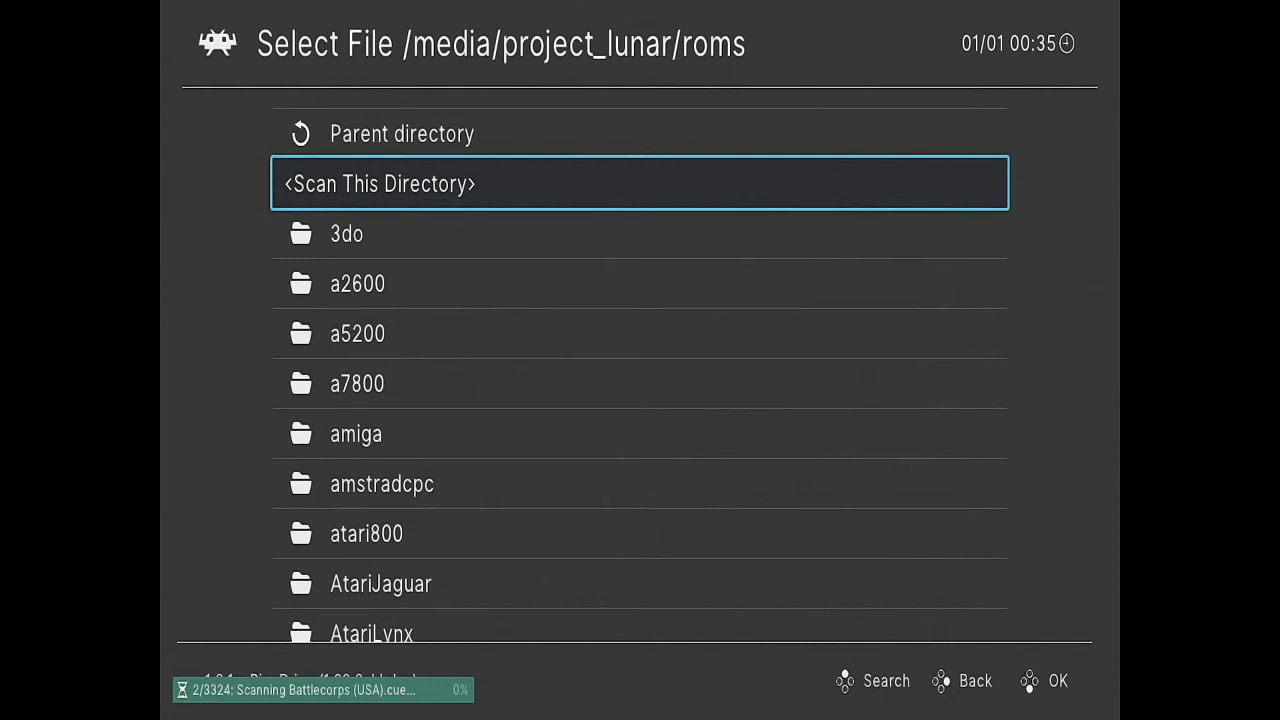 Select File /media/project_lunar/roms
01/01 00:35
Parent directory
<Scan This Directory>
3do
a2600
a5200
a7800
amiga
amstradcpc
atari800
AtariJaguar
AtariLynx
2/3324: Scanning Battlecorps (USA).cue... 0%
Search
Back
OK